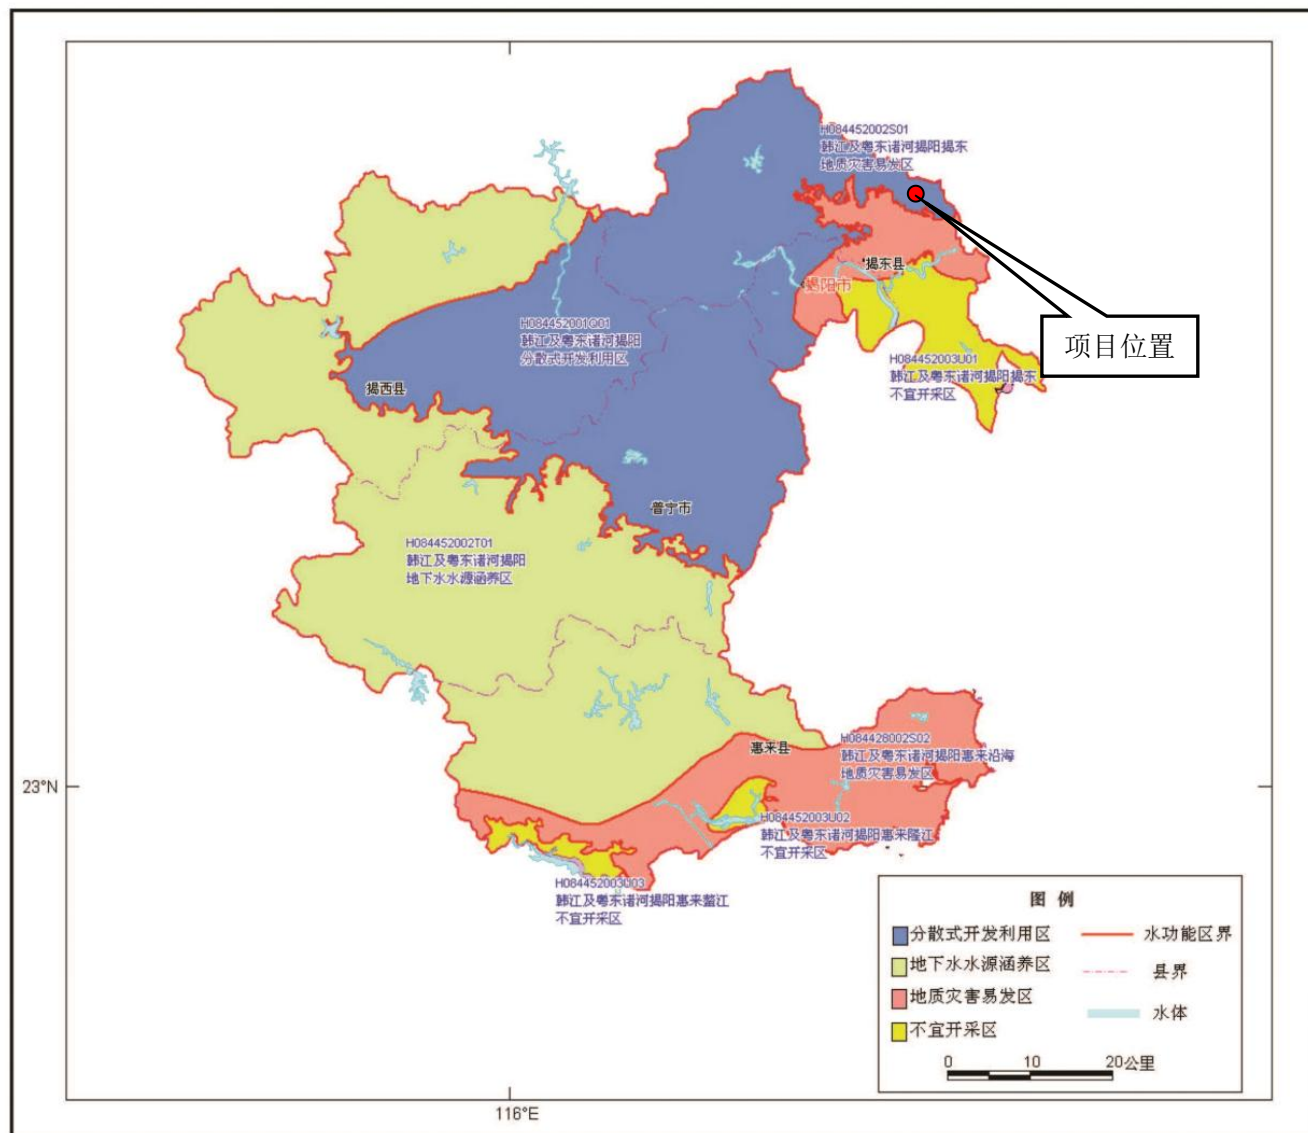 H084452002S01
韩江及粤东诸河揭阳揭东
地质灾害易发区
揭东县
揭阳市
项目位置
H084452001Q01
韩江及粤东诸河揭阳
分散式开发利用区
H084452003U01
韩江及粤东诸河揭阳揭东
不宜开采区
揭西县
普宁市
H084452002T01
韩江及粤东诸河揭阳
地下水水源涵养区
惠来县
H084428002S02
韩江及粤东诸河揭阳惠来沿海
地质灾害易发区
23°N
H084452003U02
韩江及粤东诸河揭阳惠来隆江
不宜开采区
H084452003U03
韩江及粤东诸河揭阳惠来螯江
不宜开采区
图 例
分散式开发利用区
水功能区界
地下水水源涵养区
县界
地质灾害易发区
水体
不宜开采区
0 10 20公里
116°E